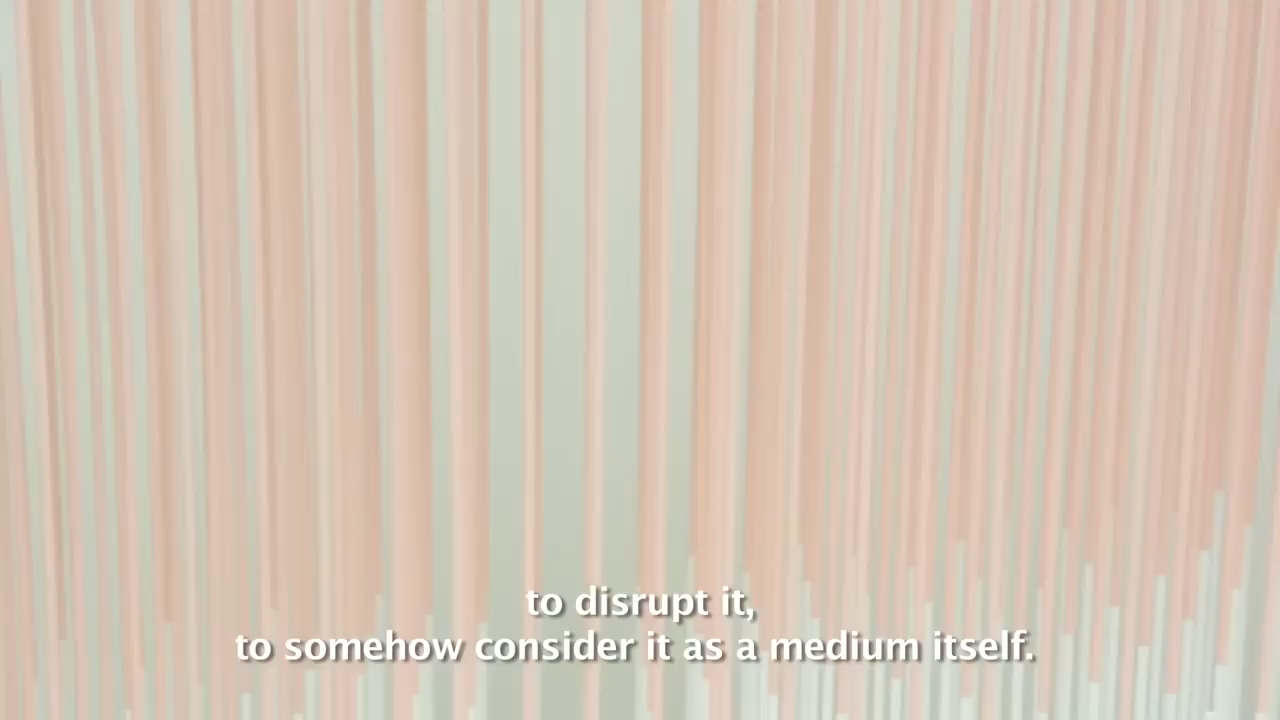 to disrupt it,
to somehow consider it as a medium itself.